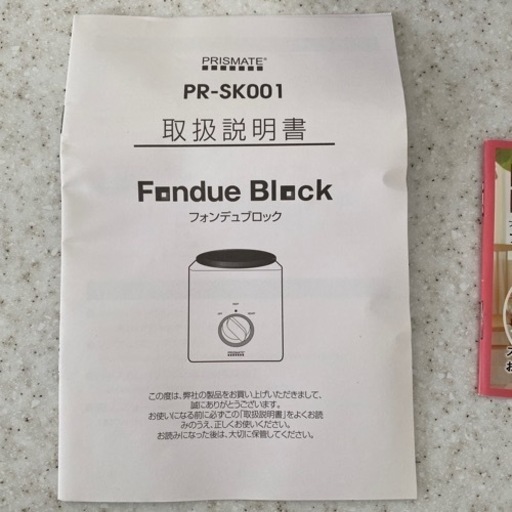 PRISMATE®
PR-SK001
取扱説明書
Fondue Block
フォンデュブロック
PRISMATE
この度は、弊社の製品をお買い上げいただきまして、
誠にありがとうございます。
お使いになる前に必ずこの「取扱説明書」をよくお読
みのうえ、正しくお使いください。
お読みになった後は、大切に保管してください。